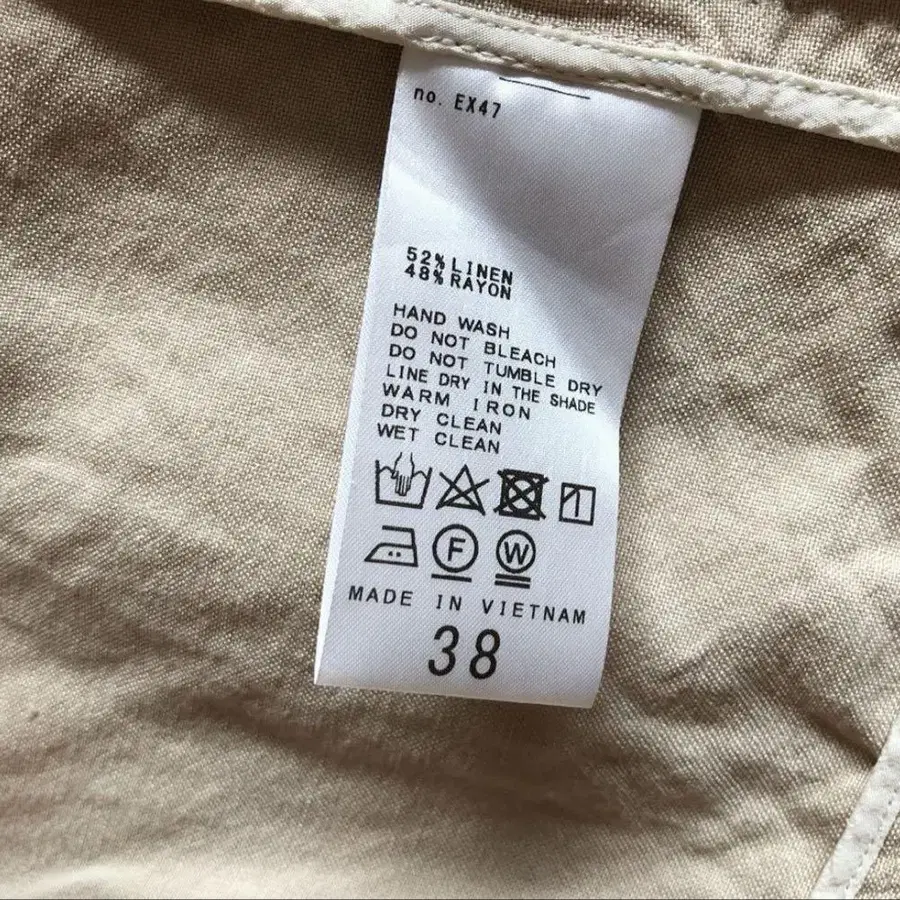 no. EX47
52% LINEN
48% RAYON
HAND WASH
DO NOT BLEACH
DO NOT TUMBLE DRY
LINE DRY IN THE SHADE
WARM IRON
DRY CLEAN
WET CLEAN
F W
MADE IN VIETNAM
38